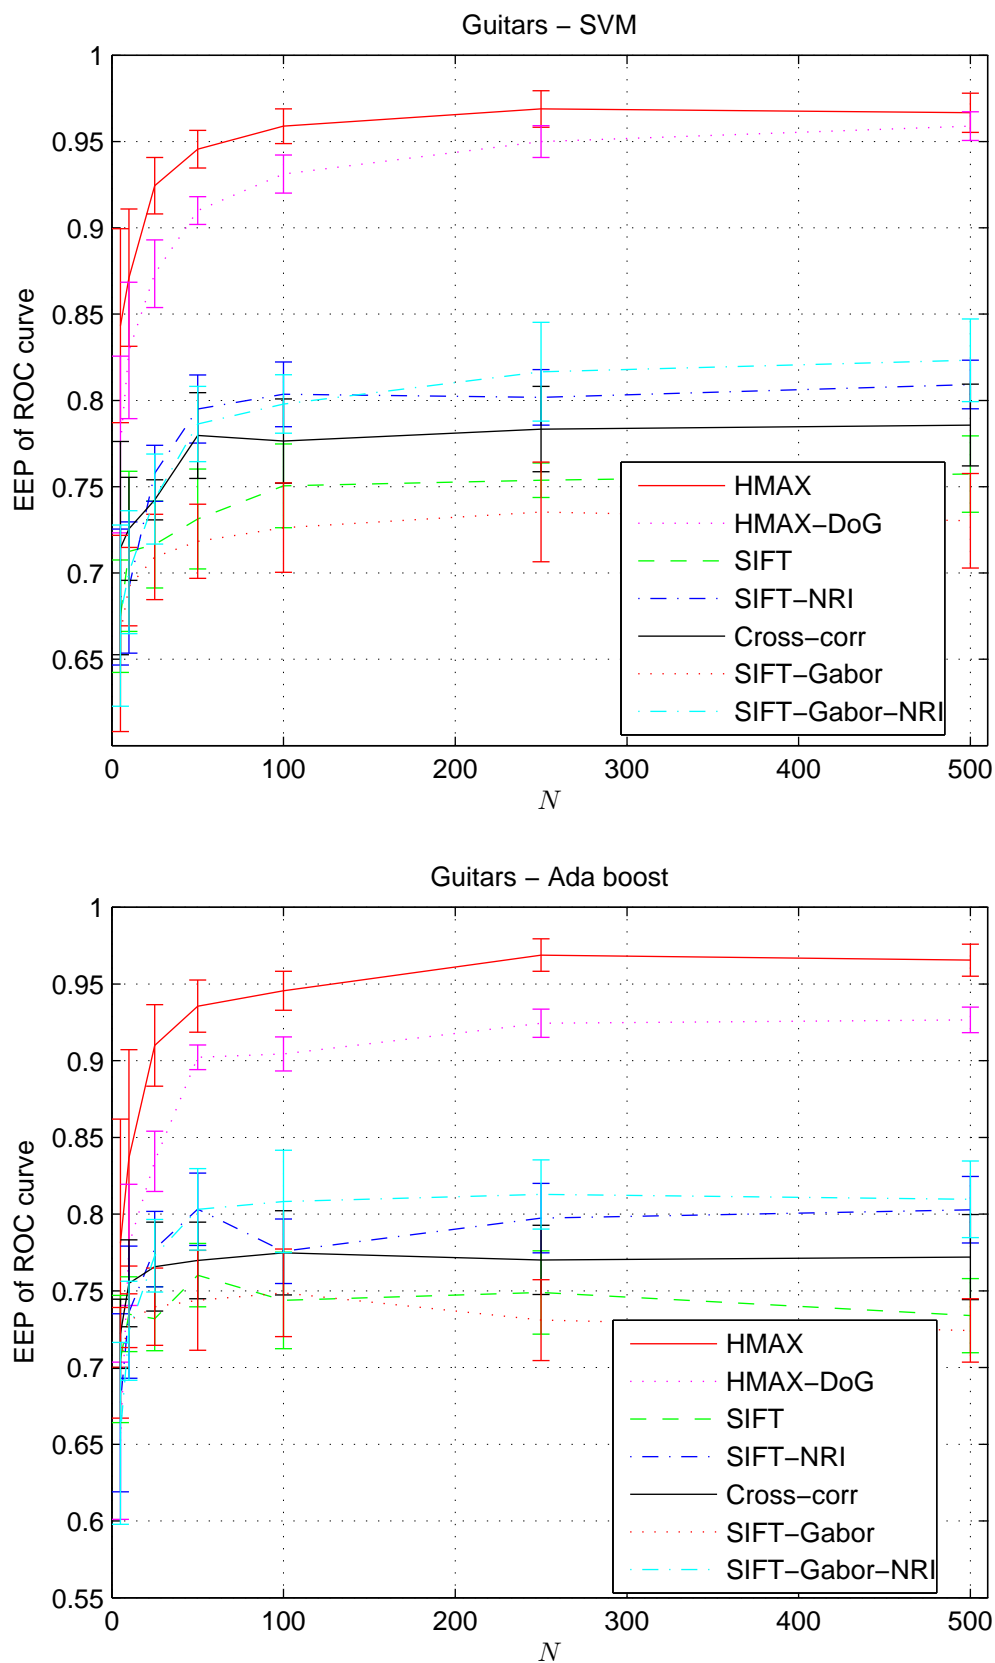 Guitars − SVM
1
0.95
0.9
0.85
0.8
0.75
0.7
0.65
EEP of ROC curve
HMAX
HMAX−DoG
SIFT
SIFT−NRI
Cross−corr
SIFT−Gabor
SIFT−Gabor−NRI
0 100 200 300 400 500
N
Guitars − Ada boost
1
0.95
0.9
0.85
0.8
0.75
0.7
0.65
0.6
0.55
EEP of ROC curve
HMAX
HMAX−DoG
SIFT
SIFT−NRI
Cross−corr
SIFT−Gabor
SIFT−Gabor−NRI
0 100 200 300 400 500
N